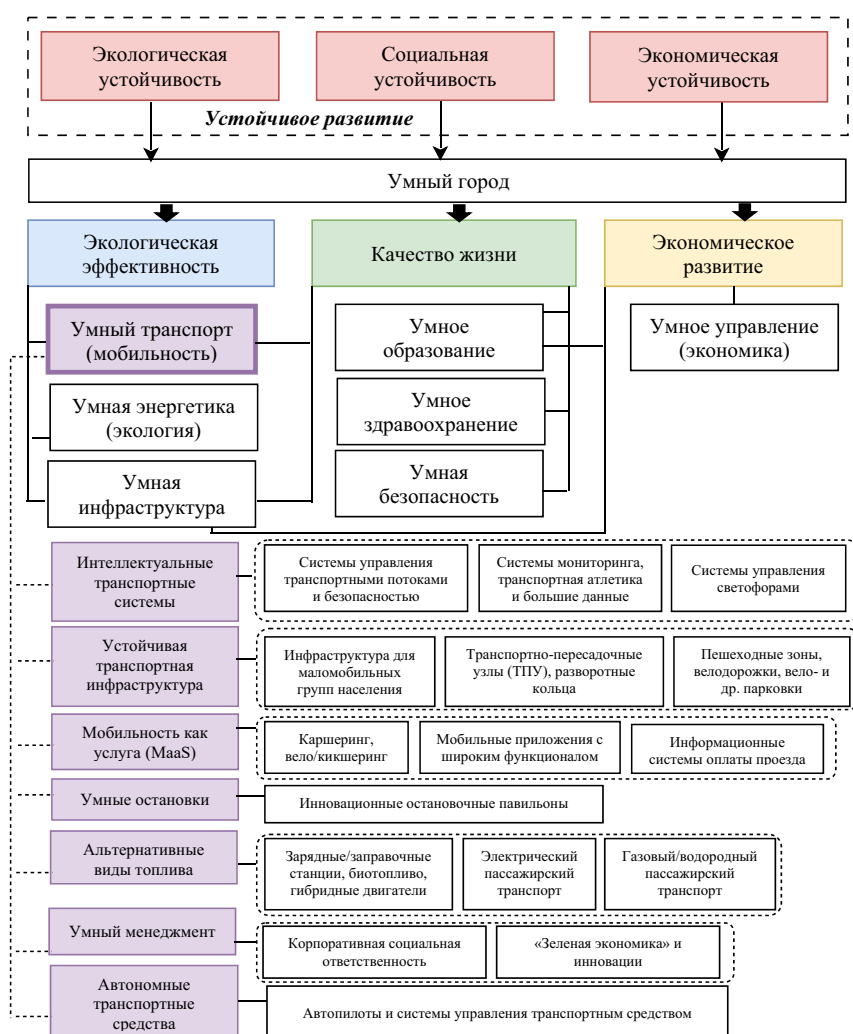 Экологическая
устойчивость
Социальная
устойчивость
Экономическая
устойчивость
Устойчивое развитие
Умный город
Экологическая
эффективность
Качество жизни
Экономическое
развитие
Умный транспорт
(мобильность)
Умное
образование
Умное управление
(экономика)
Умная энергетика
(экология)
Умное
здравоохранение
Умная
инфраструктура
Умная
безопасность
Интеллектуальные
транспортные
системы
Системы управления
транспортными потоками
и безопасностью
Системы мониторинга,
транспортная атлетика
и большие данные
Системы управления
светофорами
Устойчивая
транспортная
инфраструктура
Инфраструктура для
маломобильных
групп населения
Транспортно-пересадочные
узлы (ТПУ), разворотные
кольца
Пешеходные зоны,
велодорожки, вело- и
др. парковки
Мобильность как
услуга (MaaS)
Каршеринг,
вело/кикшеринг
Мобильные приложения с
широким функционалом
Информационные
системы оплаты проезда
Умные остановки
Инновационные остановочные павильоны
Альтернативные
виды топлива
Зарядные/заправочные
станции, биотопливо,
гибридные двигатели
Электрический
пассажирский
транспорт
Газовый/водородный
пассажирский
транспорт
Умный менеджмент
Корпоративная социальная
ответственность
«Зеленая экономика» и
инновации
Автономные
транспортные
средства
Автопилоты и системы управления транспортным средством